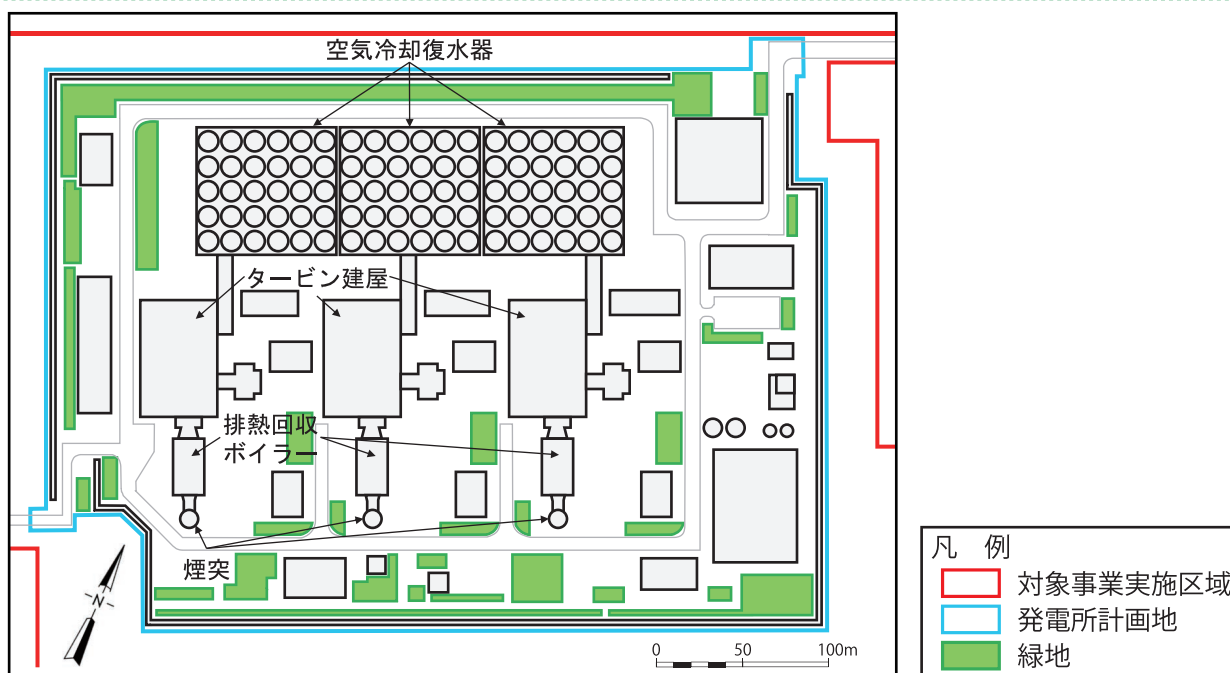 空気冷却復水器
タービン建屋
排熱回収
ボイラー
煙突
N
0 50 100m
凡 例
対象事業実施区域
発電所計画地
緑地